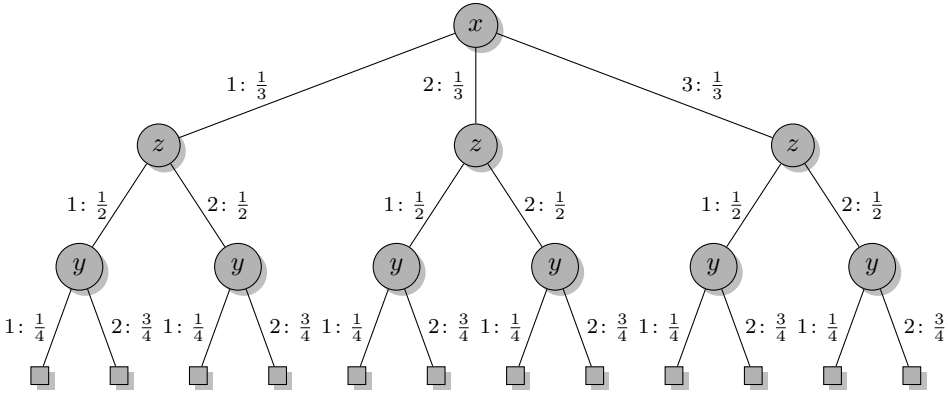 x
1: 1/3 2: 1/3 3: 1/3
z z z
1: 1/2 2: 1/2 1: 1/2 2: 1/2 1: 1/2 2: 1/2
y y y y y y
1: 1/4 2: 3/4 1: 1/4 2: 3/4 1: 1/4 2: 3/4 1: 1/4 2: 3/4 1: 1/4 2: 3/4 1: 1/4 2: 3/4